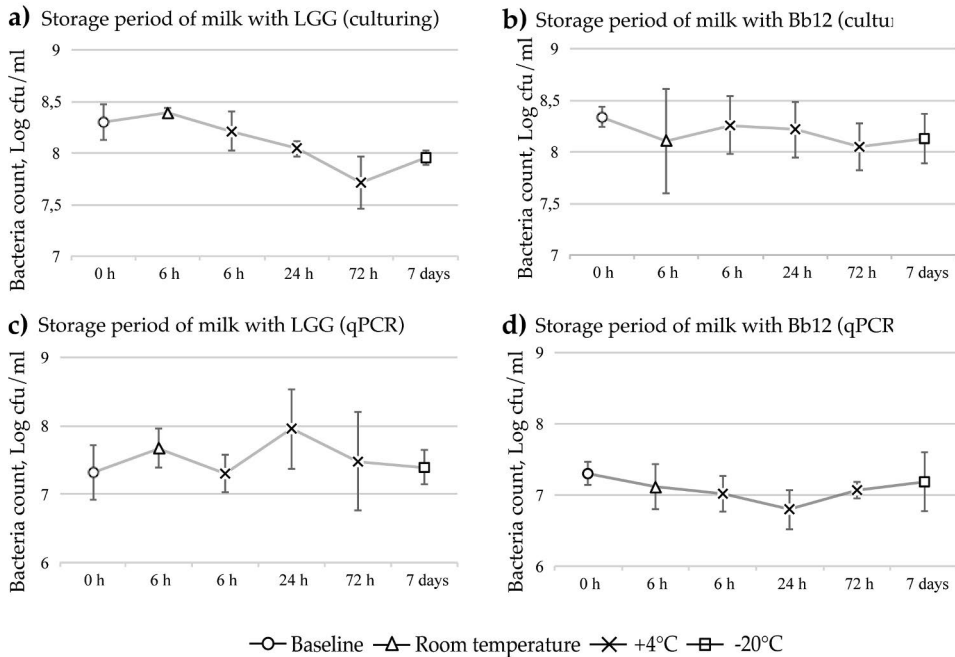 a) Storage period of milk with LGG (culturing)
Bacteria count, Log cfu/ml
9
8,5
8
7,5
7
0 h 6 h 6 h 24 h 72 h 7 days
b) Storage period of milk with Bb12 (cultu
Bacteria count, Log cfu/ml
9
8,5
8
7,5
7
0 h 6 h 6 h 24 h 72 h 7 days
c) Storage period of milk with LGG (qPCR)
Bacteria count, Log cfu/ml
9
8
7
6
0 h 6 h 6 h 24 h 72 h 7 days
d) Storage period of milk with Bb12 (qPCR
Bacteria count, Log cfu/ml
9
8
7
6
0 h 6 h 6 h 24 h 72 h 7 days
Baseline Room temperature +4°C -20°C